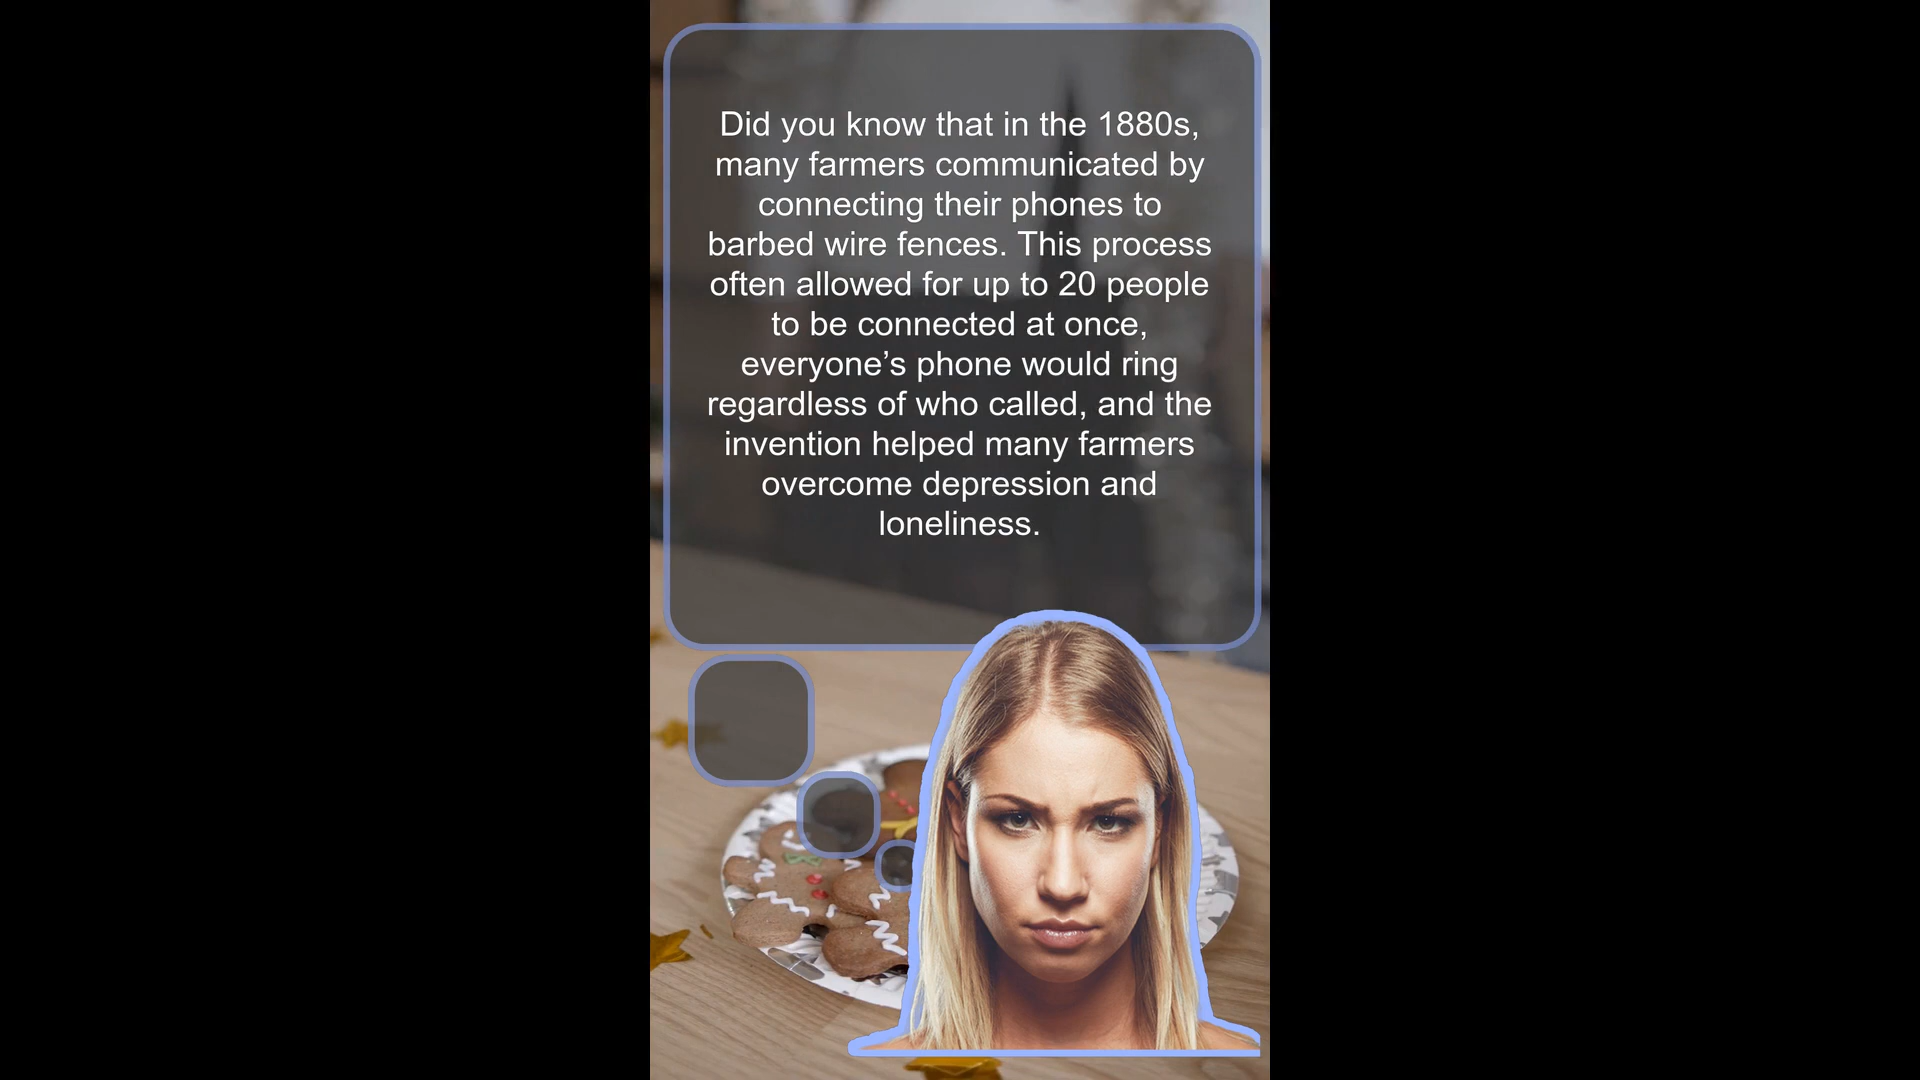 Did you know that in the 1880s,
many farmers communicated by
connecting their phones to
barbed wire fences. This process
often allowed for up to 20 people
to be connected at once,
everyone’s phone would ring
regardless of who called, and the
invention helped many farmers
overcome depression and
loneliness.